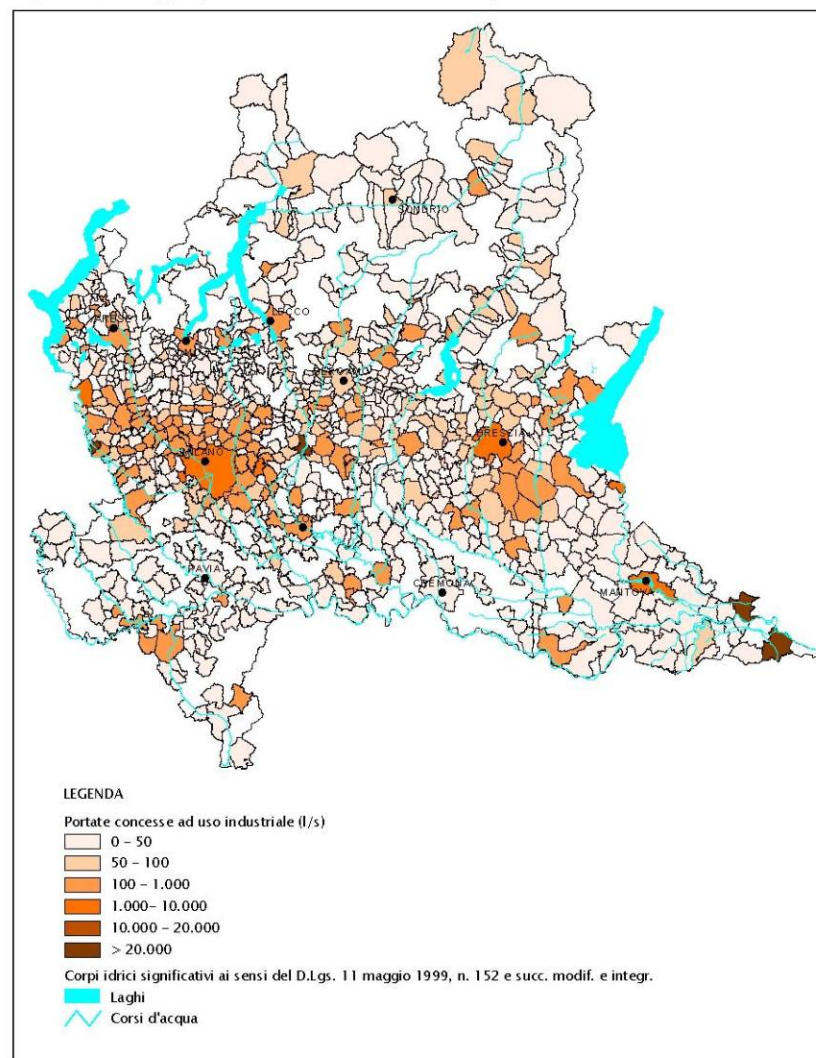 SONDRIO
LECCO
BRESCIA
MILANO
PAVIA
CREMONA
MANTOVA
LEGENDA
Portate concesse ad uso industriale (l/s)
0 – 50
50 – 100
100 – 1.000
1.000– 10.000
10.000 – 20.000
> 20.000
Corpi idrici significativi ai sensi del D.Lgs. 11 maggio 1999, n. 152 e succ. modif. e integr.
Laghi
Corsi d'acqua